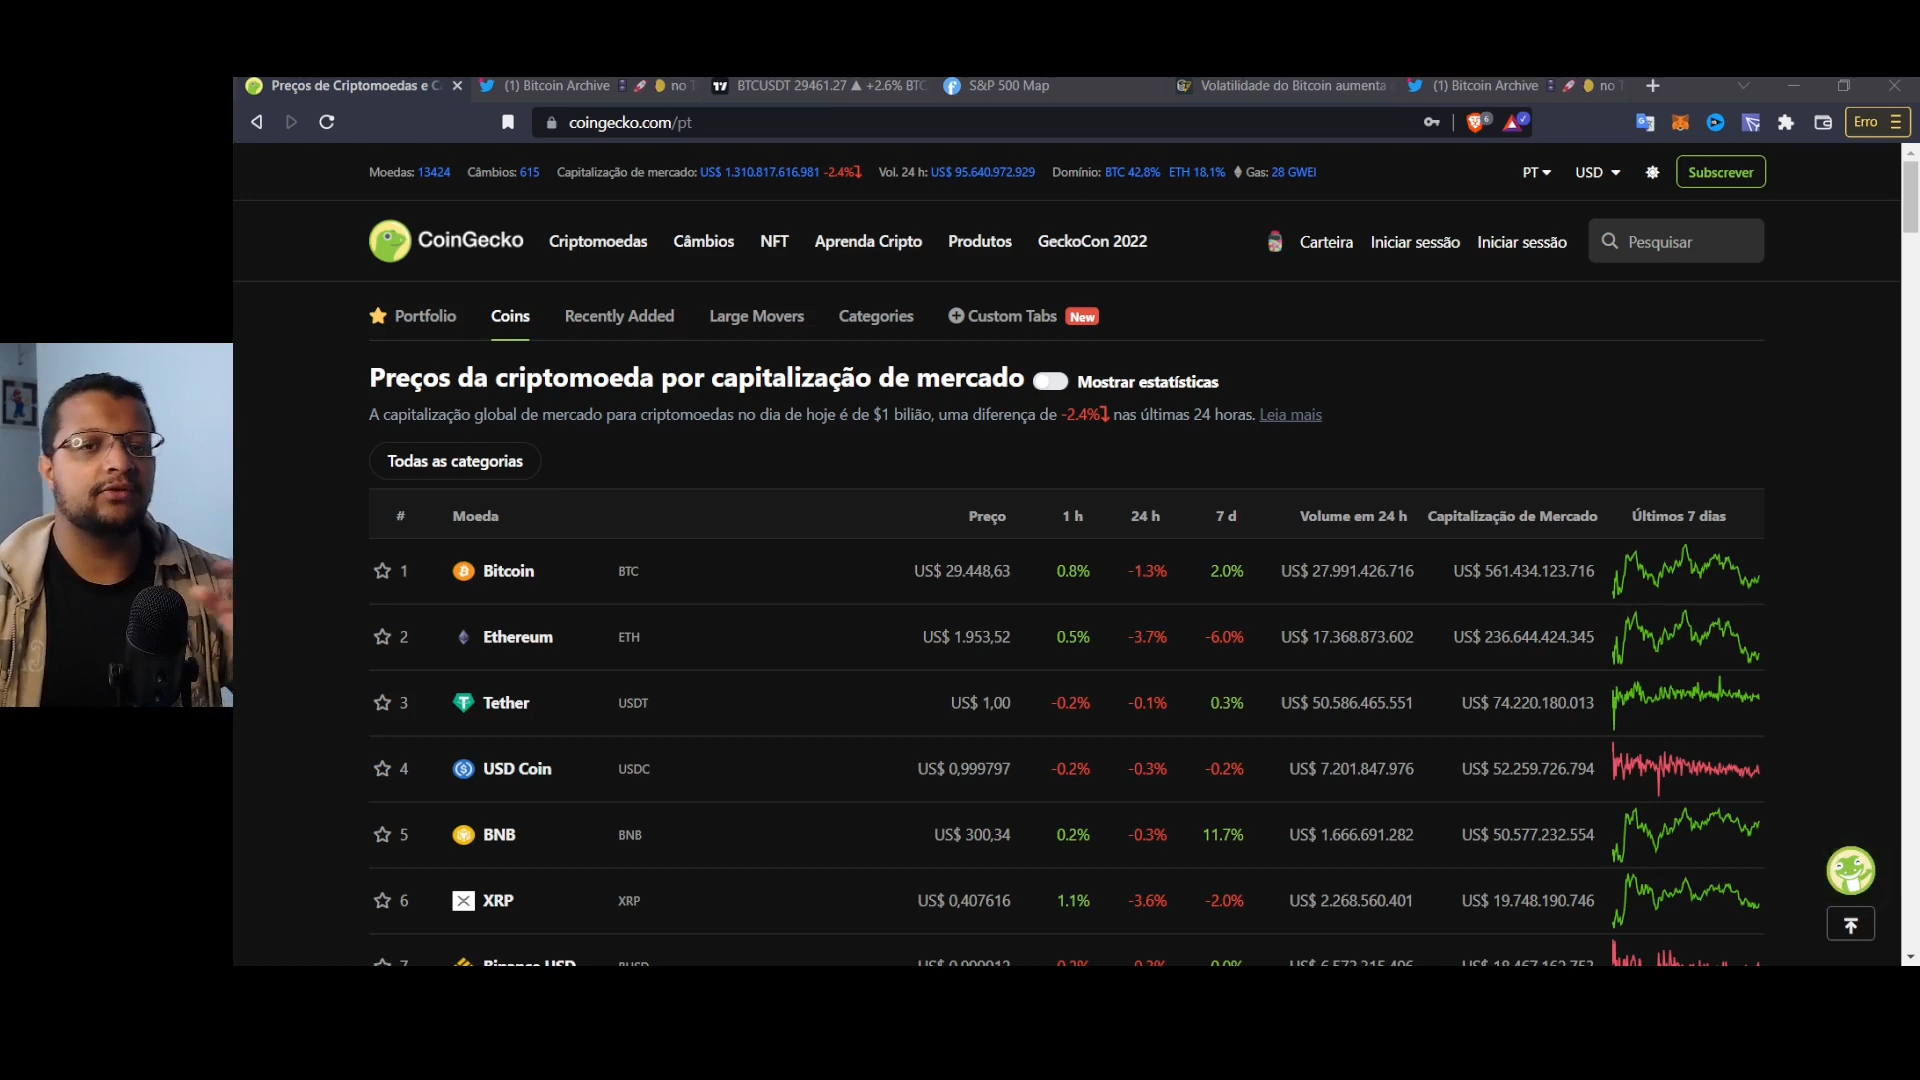 Preços de Criptomoedas e C
(1) Bitcoin Archive no T
BTCUSDT 29461.27 ▲ +2.6% BTC
S&P 500 Map
Volatilidade do Bitcoin aumenta
(1) Bitcoin Archive no T
coingecko.com/pt
6
Erro
Moedas: 13424 Câmbios: 615 Capitalização de mercado: US$ 1.310.817.616.981 -2.4% Vol. 24 h: US$ 95.640.972.929 Domínio: BTC 42,8% ETH 18,1% Gas: 28 GWEI
PT USD Subscrever
CoinGecko Criptomoedas Câmbios NFT Aprenda Cripto Produtos GeckoCon 2022 Carteira Iniciar sessão Iniciar sessão Pesquisar
Portfolio Coins Recently Added Large Movers Categories Custom Tabs New
Preços da criptomoeda por capitalização de mercado Mostrar estatísticas
A capitalização global de mercado para criptomoedas no dia de hoje é de $1 bilião, uma diferença de -2.4% nas últimas 24 horas. Leia mais
Todas as categorias
# Moeda Preço 1 h 24 h 7 d Volume em 24 h Capitalização de Mercado Últimos 7 dias
1 Bitcoin BTC US$ 29.448,63 0.8% -1.3% 2.0% US$ 27.991.426.716 US$ 561.434.123.716
2 Ethereum ETH US$ 1.953,52 0.5% -3.7% -6.0% US$ 17.368.873.602 US$ 236.644.424.345
3 Tether USDT US$ 1,00 -0.2% -0.1% 0.3% US$ 50.586.465.551 US$ 74.220.180.013
4 USD Coin USDC US$ 0,999797 -0.2% -0.3% -0.2% US$ 7.201.847.976 US$ 52.259.726.794
5 BNB BNB US$ 300,34 0.2% -0.3% 11.7% US$ 1.666.691.282 US$ 50.577.232.554
6 XRP XRP US$ 0,407616 1.1% -3.6% -2.0% US$ 2.268.560.401 US$ 19.748.190.746
7 Binance USD BUSD